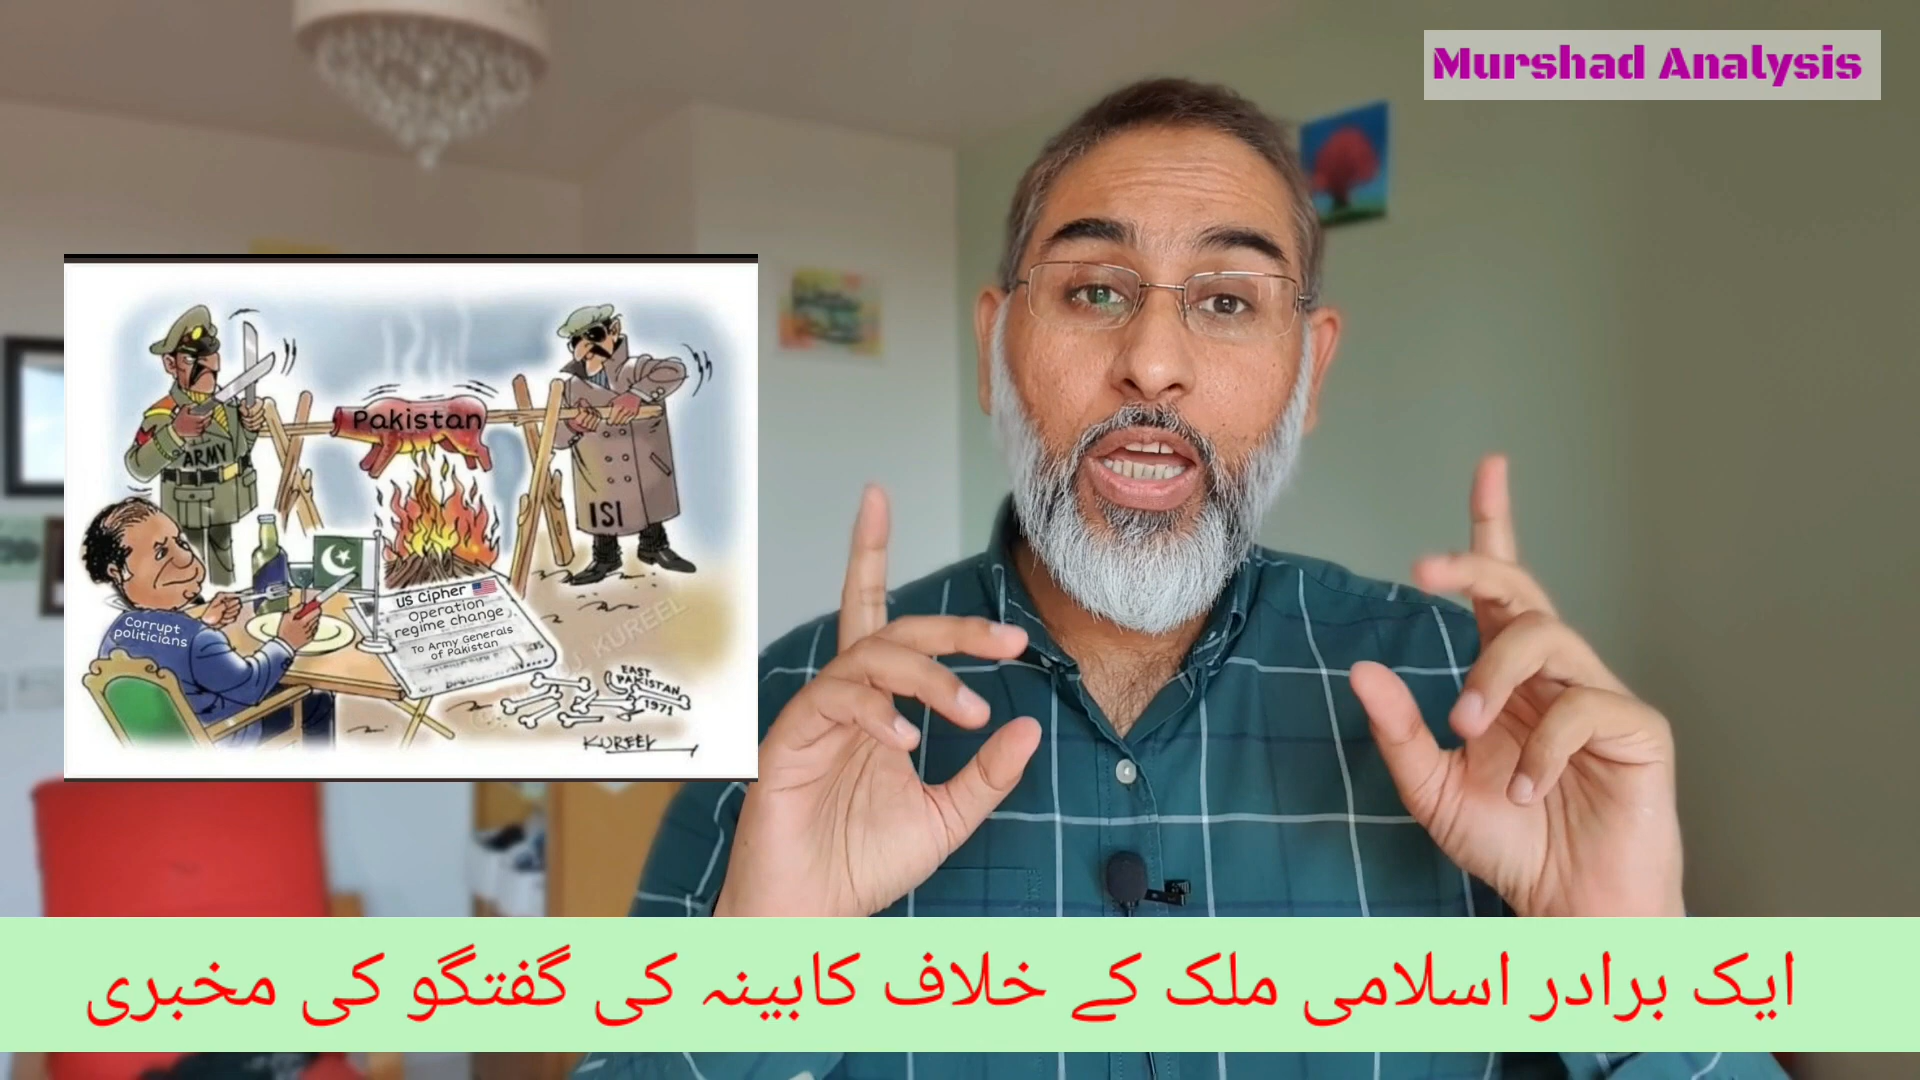 Murshad Analysis
Pakistan
ARMY
ISI
Corrupt
politicians
US Cipher
Operation
regime change
To Army Generals
of Pakistan
EAST
PAKISTAN
1971
KUREEL
ایک برادر اسلامی ملک کے خلاف کابینہ کی گفتگو کی مخبری